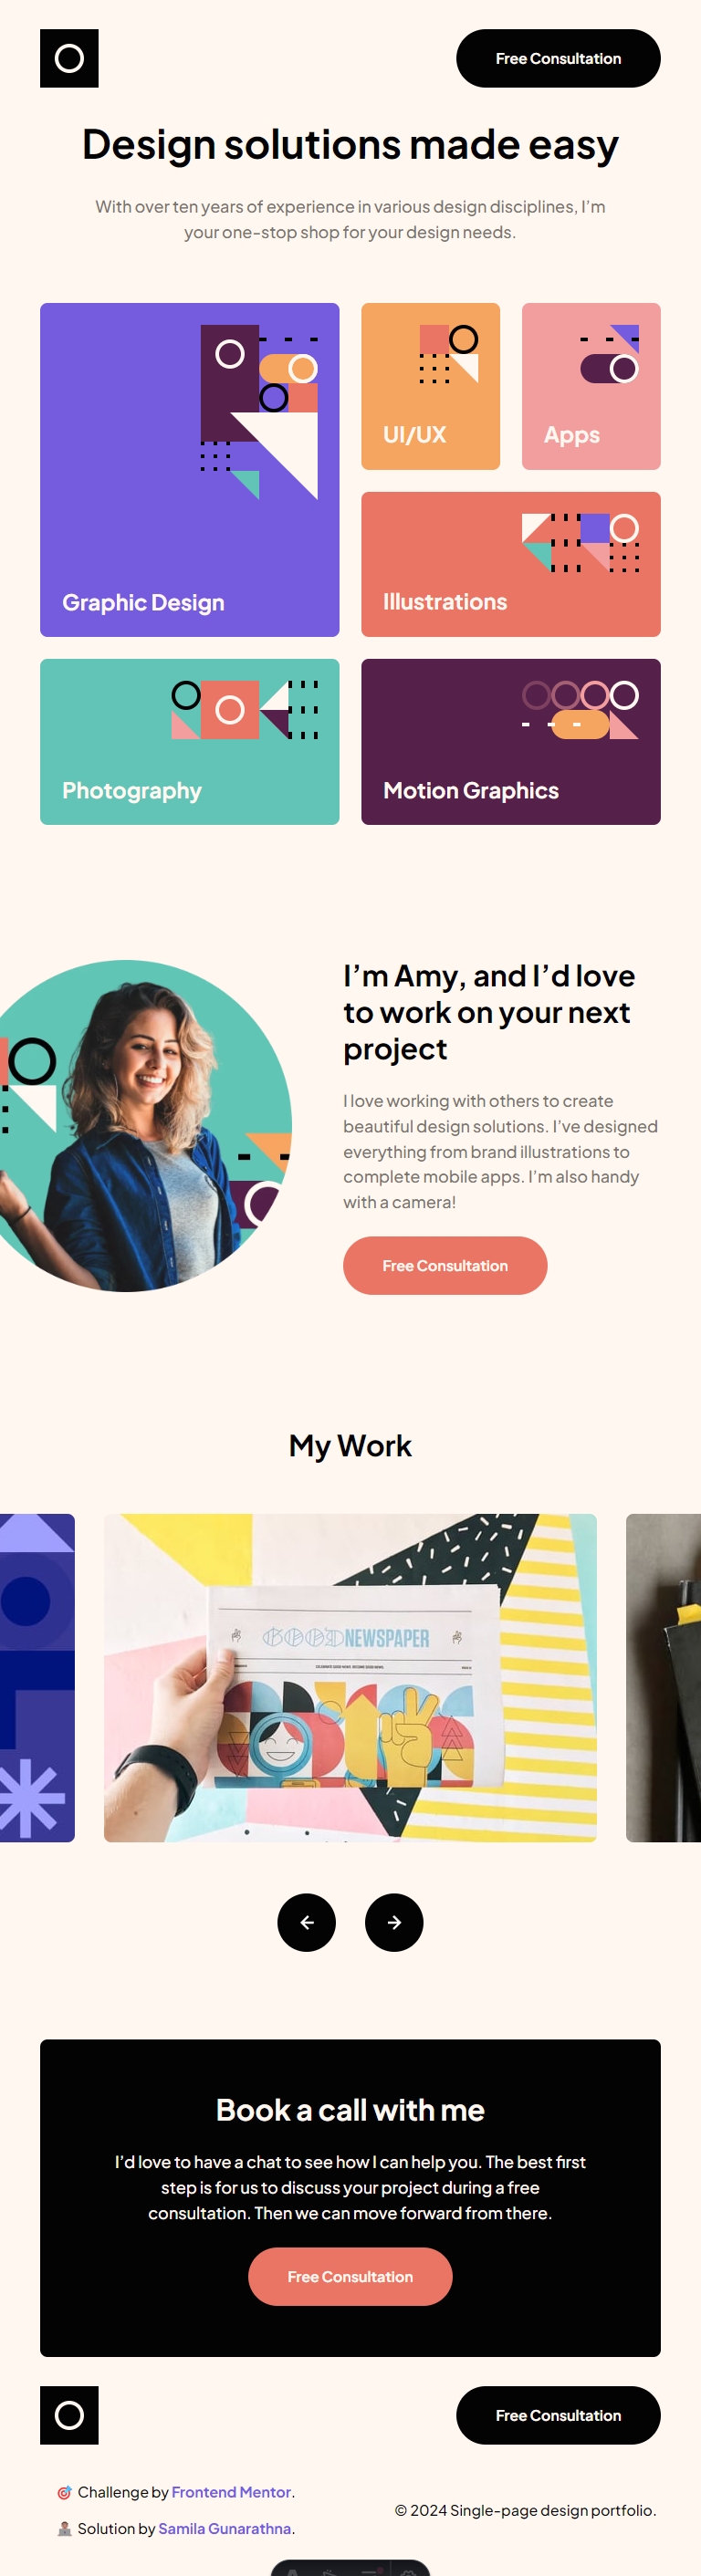 Free Consultation
Design solutions made easy
With over ten years of experience in various design disciplines, I’m
your one-stop shop for your design needs.
Graphic Design
UI/UX
Apps
Illustrations
Photography
Motion Graphics
I’m Amy, and I’d love
to work on your next
project
I love working with others to create
beautiful design solutions. I’ve designed
everything from brand illustrations to
complete mobile apps. I’m also handy
with a camera!
Free Consultation
My Work
GOOD NEWSPAPER
Book a call with me
I’d love to have a chat to see how I can help you. The best first
step is for us to discuss your project during a free
consultation. Then we can move forward from there.
Free Consultation
Free Consultation
Challenge by Frontend Mentor.
Solution by Samila Gunarathna.
© 2024 Single-page design portfolio.